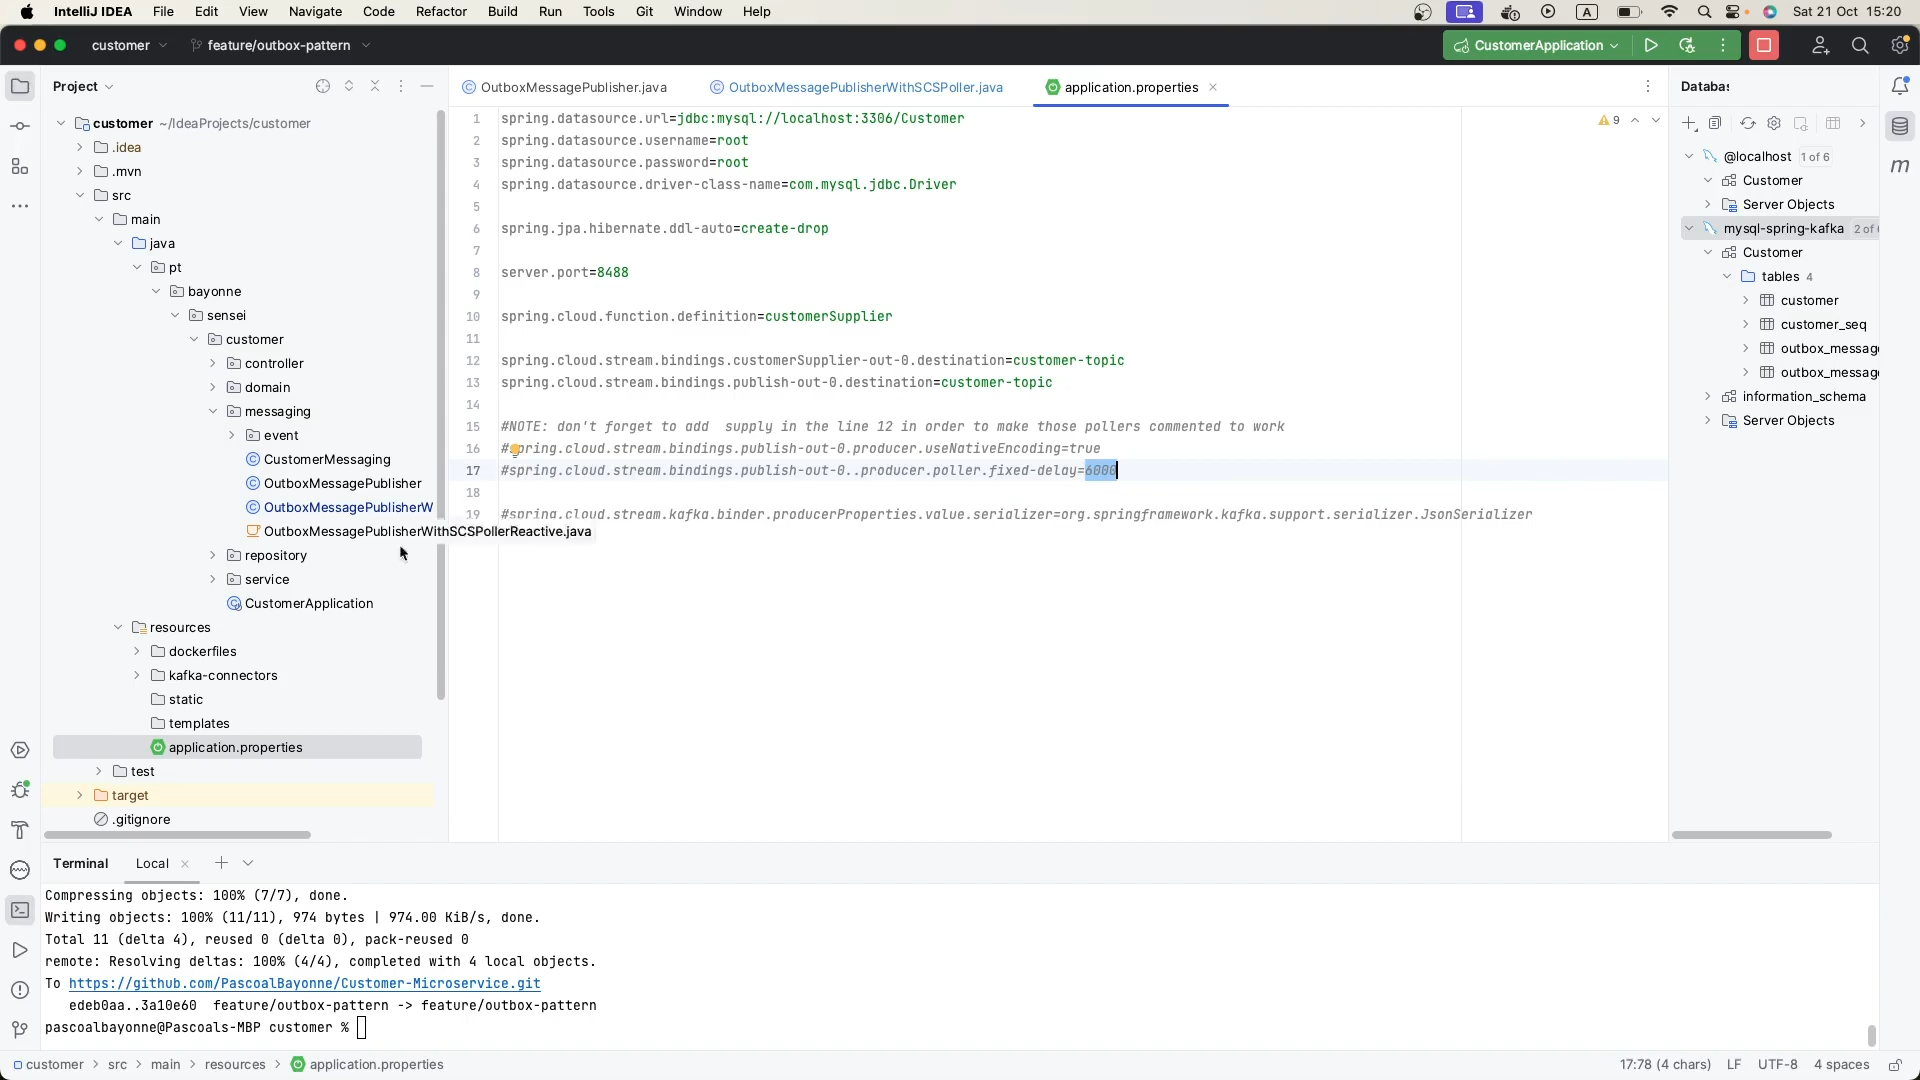 IntelliJ IDEA File Edit View Navigate Code Refactor Build Run Tools Git Window Help
A Sat 21 Oct 15:20
customer feature/outbox-pattern CustomerApplication
Project
customer ~/IdeaProjects/customer
.idea
.mvn
src
main
java
pt
bayonne
sensei
customer
controller
domain
messaging
event
CustomerMessaging
OutboxMessagePublisher
OutboxMessagePublisherW
OutboxMessagePublisherWithSCSPollerReactive.java
repository
service
CustomerApplication
resources
dockerfiles
kafka-connectors
static
templates
application.properties
test
target
.gitignore
OutboxMessagePublisher.java OutboxMessagePublisherWithSCSPoller.java application.properties
9
1 spring.datasource.url=jdbc:mysql://localhost:3306/Customer
2 spring.datasource.username=root
3 spring.datasource.password=root
4 spring.datasource.driver-class-name=com.mysql.jdbc.Driver
5
6 spring.jpa.hibernate.ddl-auto=create-drop
7
8 server.port=8488
9
10 spring.cloud.function.definition=customerSupplier
11
12 spring.cloud.stream.bindings.customerSupplier-out-0.destination=customer-topic
13 spring.cloud.stream.bindings.publish-out-0.destination=customer-topic
14
15 #NOTE: don't forget to add  supply in the line 12 in order to make those pollers commented to work
16 #spring.cloud.stream.bindings.publish-out-0.producer.useNativeEncoding=true
17 #spring.cloud.stream.bindings.publish-out-0..producer.poller.fixed-delay=6000
18
19 #spring.cloud.stream.kafka.binder.producerProperties.value.serializer=org.springframework.kafka.support.serializer.JsonSerializer
Databas
@localhost 1 of 6
Customer
Server Objects
mysql-spring-kafka 2 of
Customer
tables 4
customer
customer_seq
outbox_messag
outbox_messag
information_schema
Server Objects
m
Terminal Local
Compressing objects: 100% (7/7), done.
Writing objects: 100% (11/11), 974 bytes | 974.00 KiB/s, done.
Total 11 (delta 4), reused 0 (delta 0), pack-reused 0
remote: Resolving deltas: 100% (4/4), completed with 4 local objects.
To https://github.com/PascoalBayonne/Customer-Microservice.git
edeb0aa..3a10e60  feature/outbox-pattern -> feature/outbox-pattern
pascoalbayonne@Pascoals-MBP customer %
customer > src > main > resources > application.properties
17:78 (4 chars) LF UTF-8 4 spaces